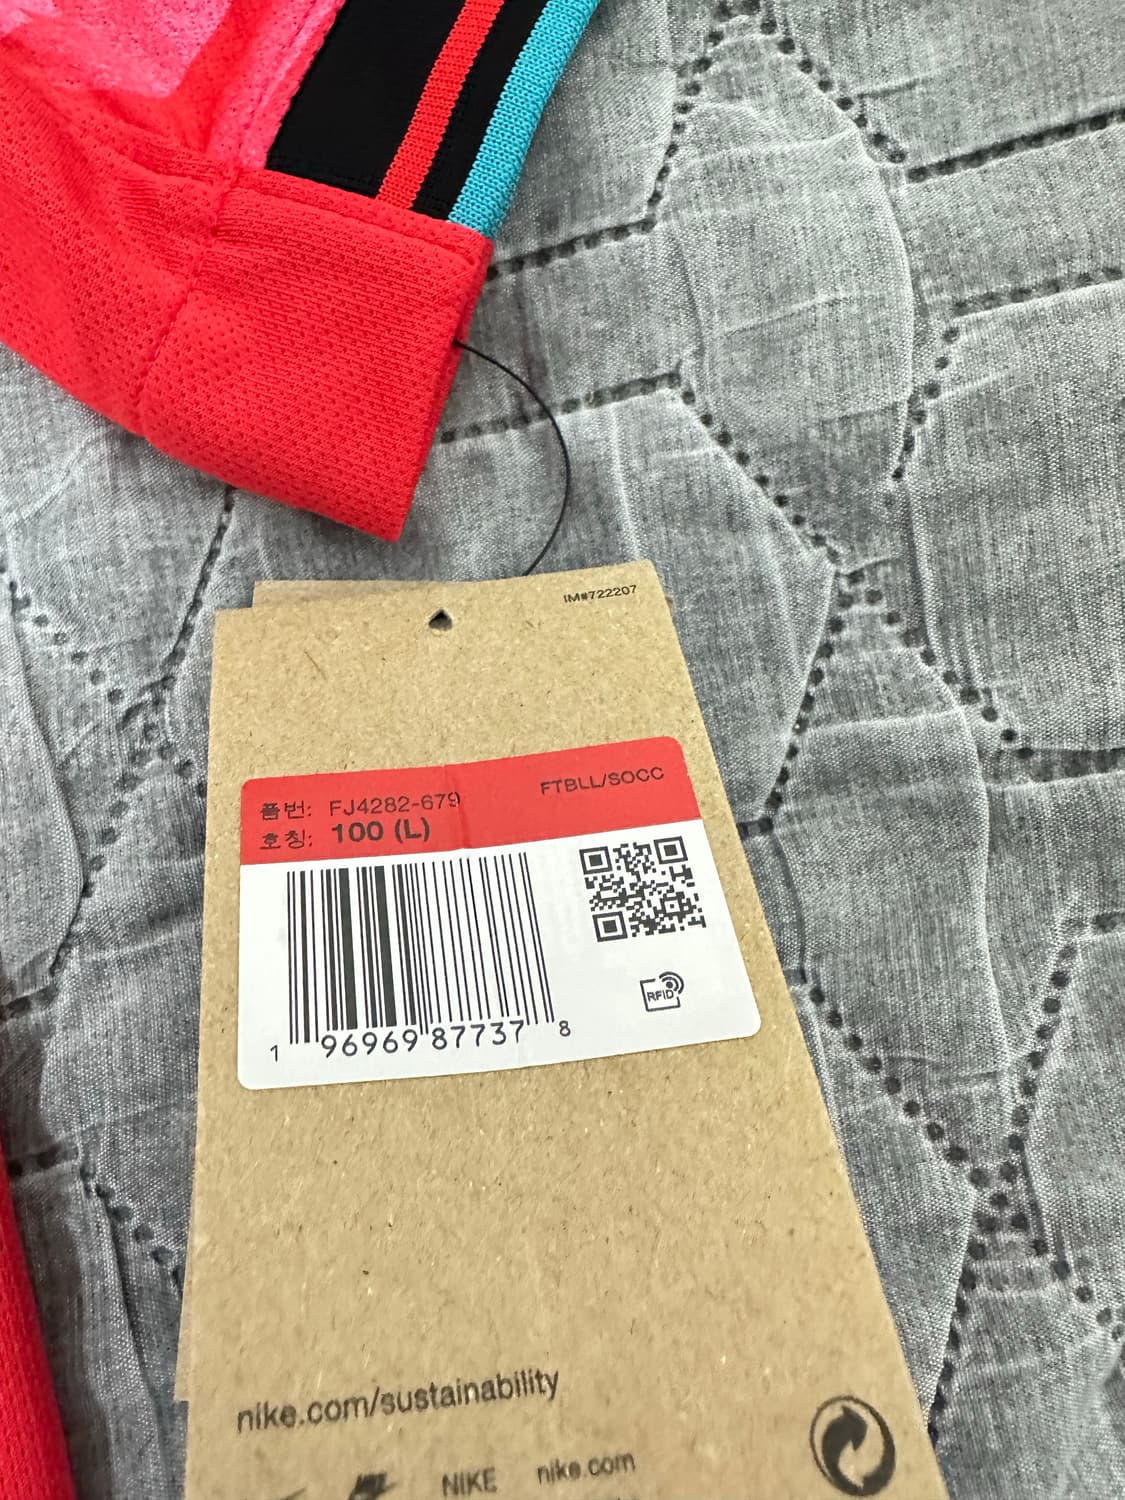 IM#722207
품번: FJ4282-679
FTBLL/SOCC
호칭: 100 (L)
RFID
1 96969 87737 8
nike.com/sustainability
NIKE nike.com